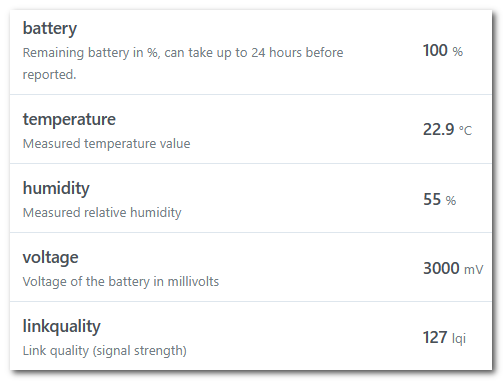 battery
Remaining battery in %, can take up to 24 hours before
reported.
100 %
temperature
Measured temperature value
22.9 °C
humidity
Measured relative humidity
55 %
voltage
Voltage of the battery in millivolts
3000 mV
linkquality
Link quality (signal strength)
127 lqi